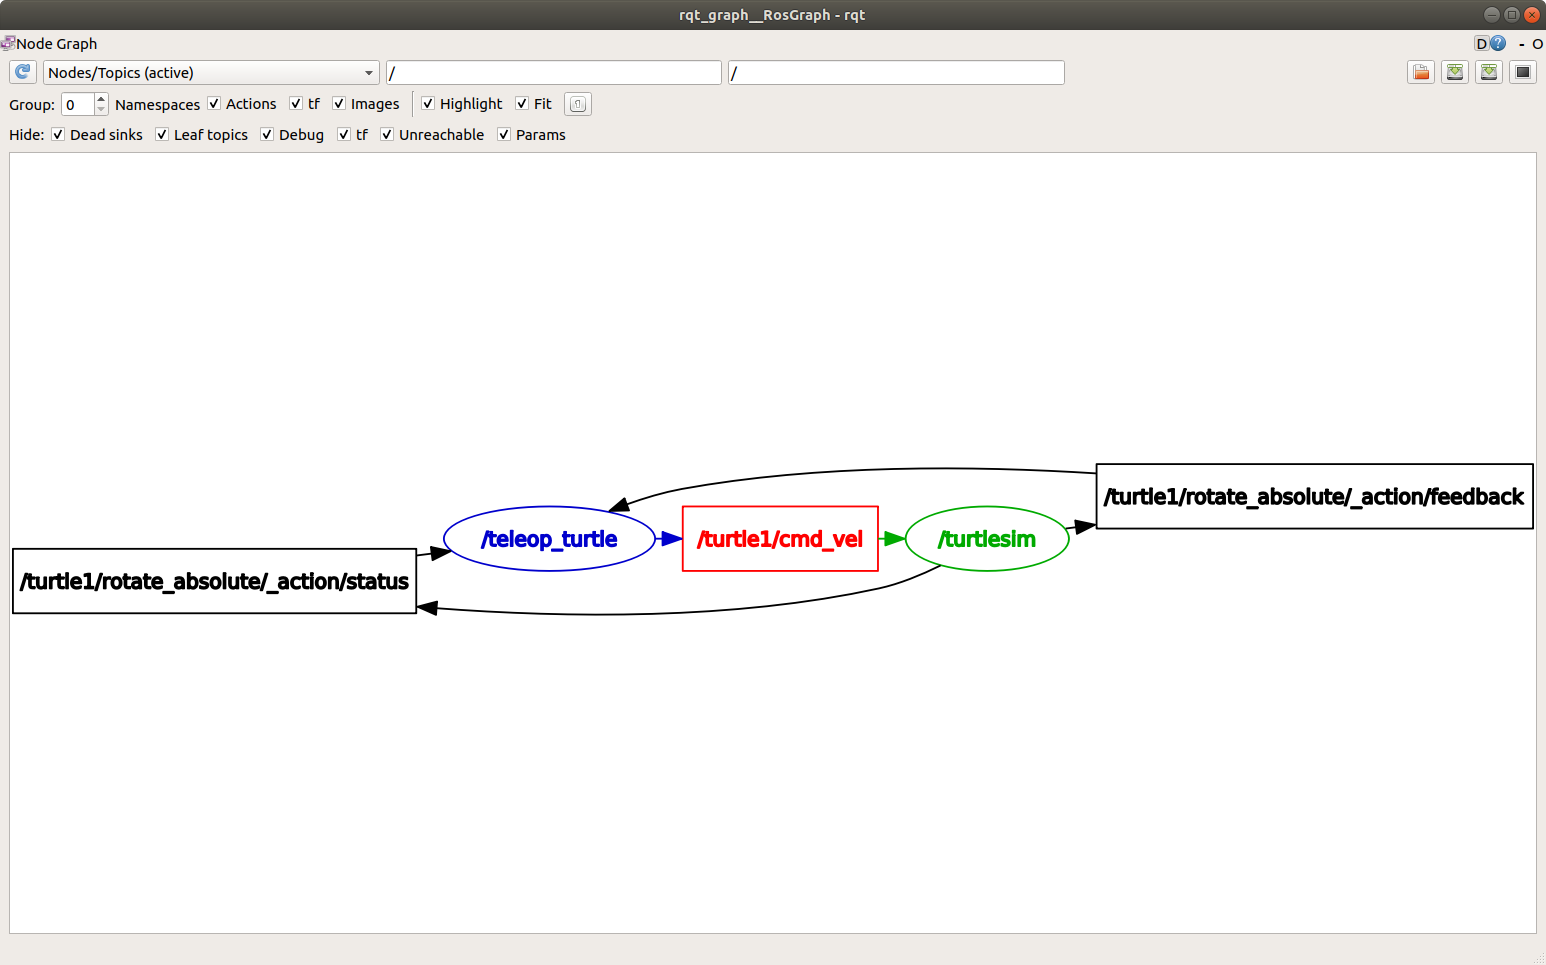 rqt_graph__RosGraph - rqt
Node Graph D ? - O
Nodes/Topics (active) / /
Group: 0 Namespaces Actions tf Images Highlight Fit
Hide: Dead sinks Leaf topics Debug tf Unreachable Params
/turtle1/rotate_absolute/_action/feedback
/teleop_turtle /turtle1/cmd_vel /turtlesim
/turtle1/rotate_absolute/_action/status